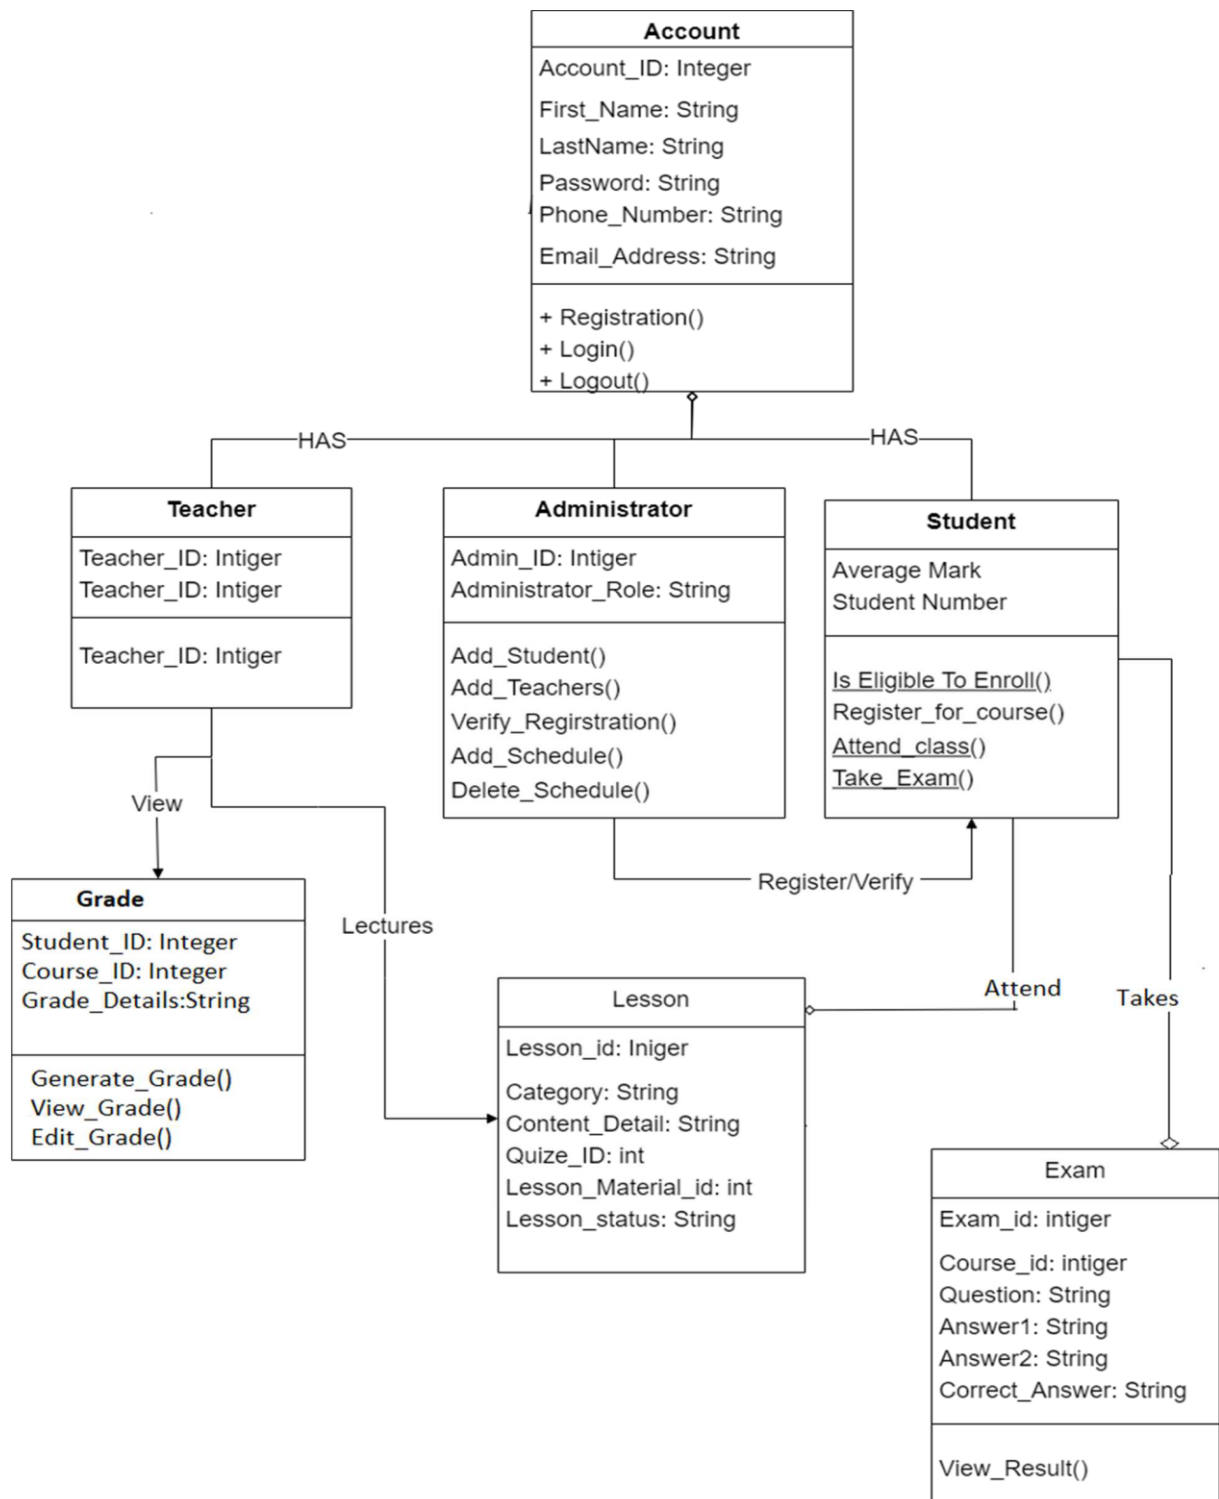 Account
Account_ID: Integer
First_Name: String
LastName: String
Password: String
Phone_Number: String
Email_Address: String
+ Registration()
+ Login()
+ Logout()
HAS
HAS
Teacher
Teacher_ID: Intiger
Teacher_ID: Intiger
Teacher_ID: Intiger
Administrator
Admin_ID: Intiger
Administrator_Role: String
Add_Student()
Add_Teachers()
Verify_Regirstration()
Add_Schedule()
Delete_Schedule()
Student
Average Mark
Student Number
Is Eligible To Enroll()
Register_for_course()
Attend_class()
Take_Exam()
View
Register/Verify
Grade
Student_ID: Integer
Course_ID: Integer
Grade_Details:String
Generate_Grade()
View_Grade()
Edit_Grade()
Lectures
Lesson
Lesson_id: Iniger
Category: String
Content_Detail: String
Quize_ID: int
Lesson_Material_id: int
Lesson_status: String
Attend
Takes
Exam
Exam_id: intiger
Course_id: intiger
Question: String
Answer1: String
Answer2: String
Correct_Answer: String
View_Result()